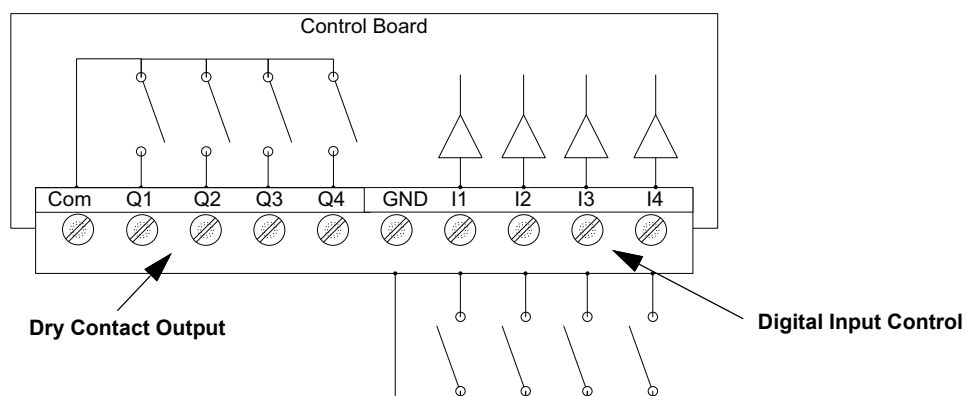 Control Board
Com Q1 Q2 Q3 Q4 GND I1 I2 I3 I4
Dry Contact Output
Digital Input Control